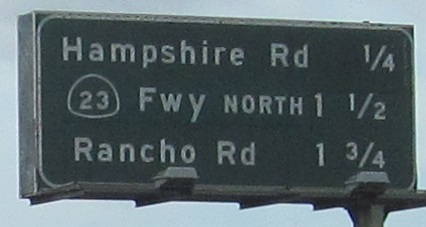 Hampshire Rd 1/4
23 Fwy NORTH 1 1/2
Rancho Rd 1 3/4